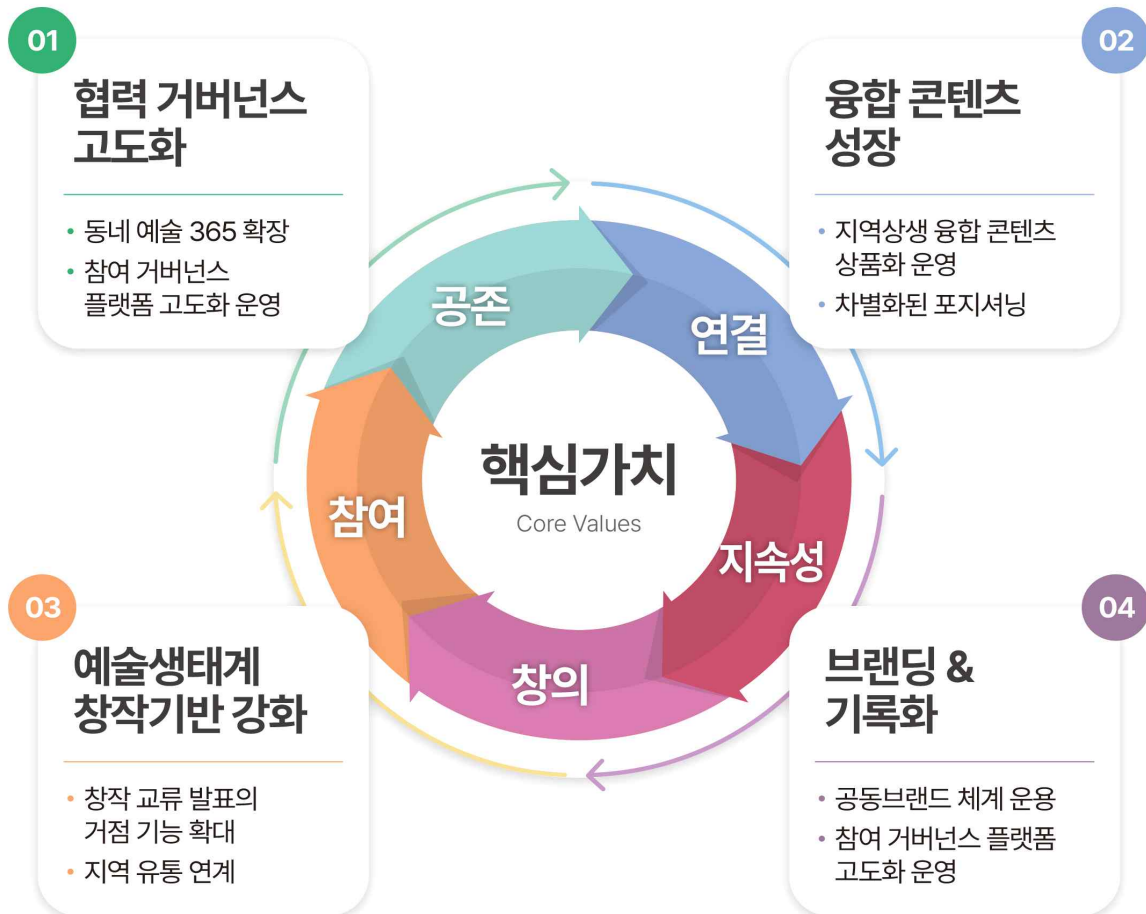 01
협력 거버넌스
고도화
• 동네 예술 365 확장
• 참여 거버넌스
플랫폼 고도화 운영
02
융합 콘텐츠
성장
• 지역상생 융합 콘텐츠
상품화 운영
• 차별화된 포지셔닝
공존
연결
핵심가치
Core Values
참여
지속성
창의
03
예술생태계
창작기반 강화
• 창작 교류 발표의
거점 기능 확대
• 지역 유통 연계
04
브랜딩 &
기록화
• 공동브랜드 체계 운용
• 참여 거버넌스 플랫폼
고도화 운영